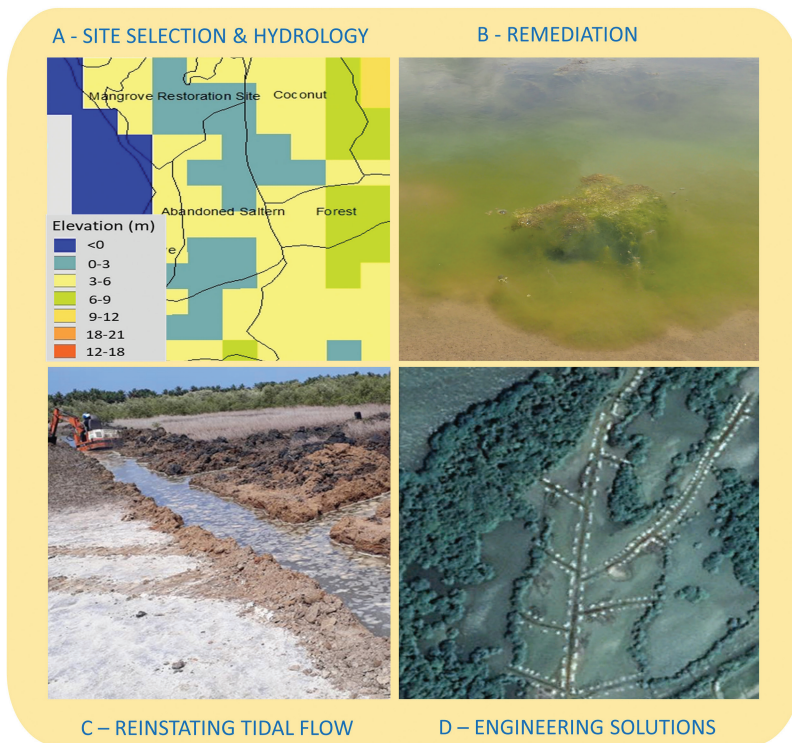 A - SITE SELECTION & HYDROLOGY
B - REMEDIATION
Mangrove Restoration Site
Coconut
Abandoned Saltern
Forest
Elevation (m)
<0
0-3
3-6
6-9
9-12
18-21
12-18
C – REINSTATING TIDAL FLOW
D – ENGINEERING SOLUTIONS